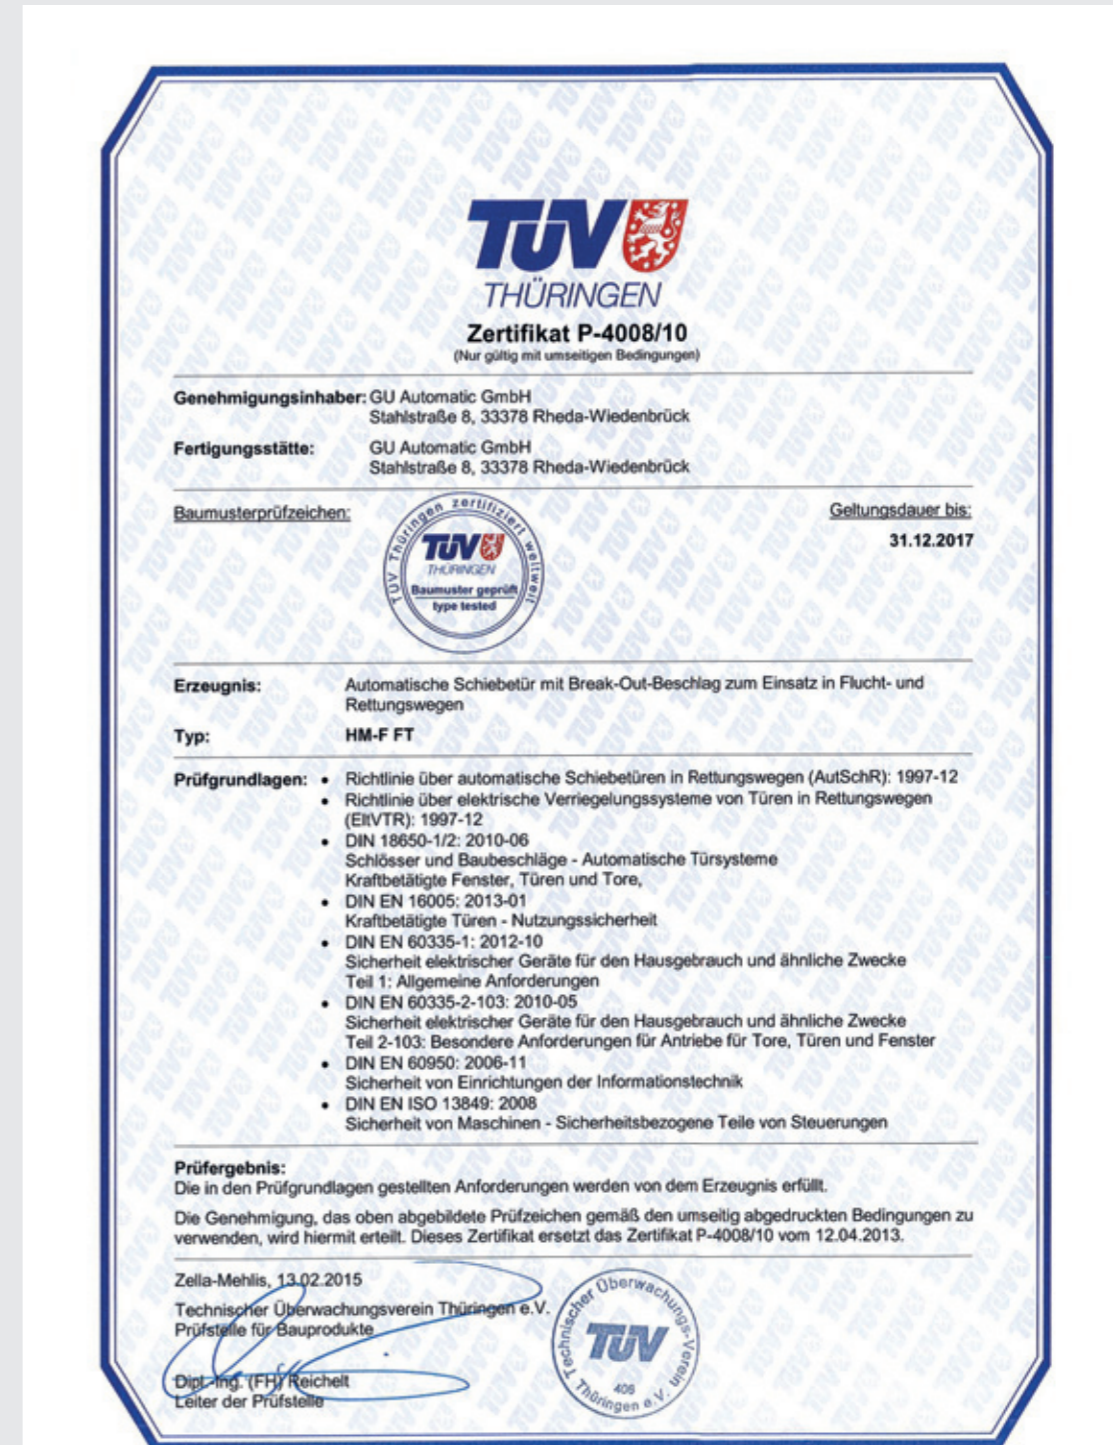 TÜV
THÜRINGEN
Zertifikat P-4008/10
(Nur gültig mit umseitigen Bedingungen)
Genehmigungsinhaber: GU Automatic GmbH
Stahlstraße 8, 33378 Rheda-Wiedenbrück
Fertigungsstätte: GU Automatic GmbH
Stahlstraße 8, 33378 Rheda-Wiedenbrück
Baumusterprüfzeichen:
TÜV Thüringen zertifiziert weltweit
TÜV
THÜRINGEN
Baumuster geprüft
type tested
Geltungsdauer bis:
31.12.2017
Erzeugnis: Automatische Schiebetür mit Break-Out-Beschlag zum Einsatz in Flucht- und
Rettungswegen
Typ: HM-F FT
Prüfgrundlagen: • Richtlinie über automatische Schiebetüren in Rettungswegen (AutSchR): 1997-12
• Richtlinie über elektrische Verriegelungssysteme von Türen in Rettungswegen
(EltVTR): 1997-12
• DIN 18650-1/2: 2010-06
Schlösser und Baubeschläge - Automatische Türsysteme
Kraftbetätigte Fenster, Türen und Tore,
• DIN EN 16005: 2013-01
Kraftbetätigte Türen - Nutzungssicherheit
• DIN EN 60335-1: 2012-10
Sicherheit elektrischer Geräte für den Hausgebrauch und ähnliche Zwecke
Teil 1: Allgemeine Anforderungen
• DIN EN 60335-2-103: 2010-05
Sicherheit elektrischer Geräte für den Hausgebrauch und ähnliche Zwecke
Teil 2-103: Besondere Anforderungen für Antriebe für Tore, Türen und Fenster
• DIN EN 60950: 2006-11
Sicherheit von Einrichtungen der Informationstechnik
• DIN EN ISO 13849: 2008
Sicherheit von Maschinen - Sicherheitsbezogene Teile von Steuerungen
Prüfergebnis:
Die in den Prüfgrundlagen gestellten Anforderungen werden von dem Erzeugnis erfüllt.
Die Genehmigung, das oben abgebildete Prüfzeichen gemäß den umseitig abgedruckten Bedingungen zu
verwenden, wird hiermit erteilt. Dieses Zertifikat ersetzt das Zertifikat P-4008/10 vom 12.04.2013.
Zella-Mehlis, 13.02.2015
Technischer Überwachungsverein Thüringen e.V.
Prüfstelle für Bauprodukte
Dipl.-Ing. (FH) Reichelt
Leiter der Prüfstelle
Technischer Überwachungs-Verein
TÜV
406
Thüringen e.V.